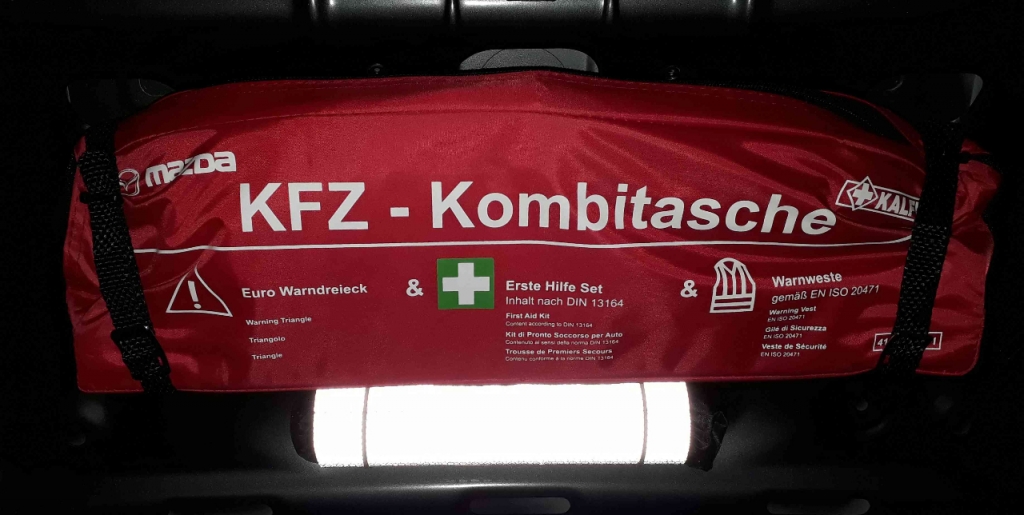 mazda
KFZ - Kombitasche
Euro Warndreieck
Warning Triangle
Triangolo
Triangle
&
Erste Hilfe Set
Inhalt nach DIN 13164
First Aid Kit
Content according to DIN 13164
Kit di Pronto Soccorso per Auto
Contenuto ai sensi della norma DIN 13164
Trousse de Premiers Secours
Contenu conforme à la norme DIN 13164
&
Warnweste
gemäß EN ISO 20471
Warning Vest
EN ISO 20471
Gilé di Sicurezza
EN ISO 20471
Veste de Sécurité
EN ISO 20471